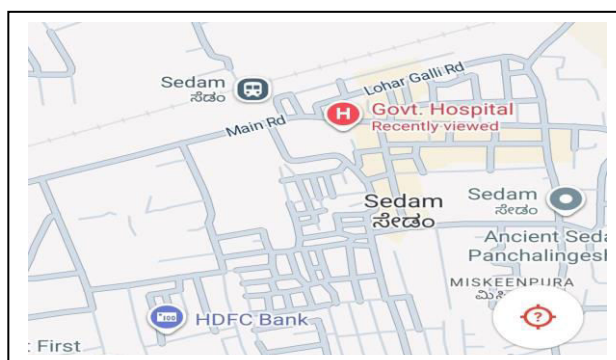 Lohar Galli Rd
Sedam
ಸೆಡಂ
Govt. Hospital
Recently viewed
Main Rd
Sedam
ಸೇಡಂ
Sedam
ಸೇಡಂ
Ancient Seda
Panchalingesh
MISKEENPURA
HDFC Bank
t First